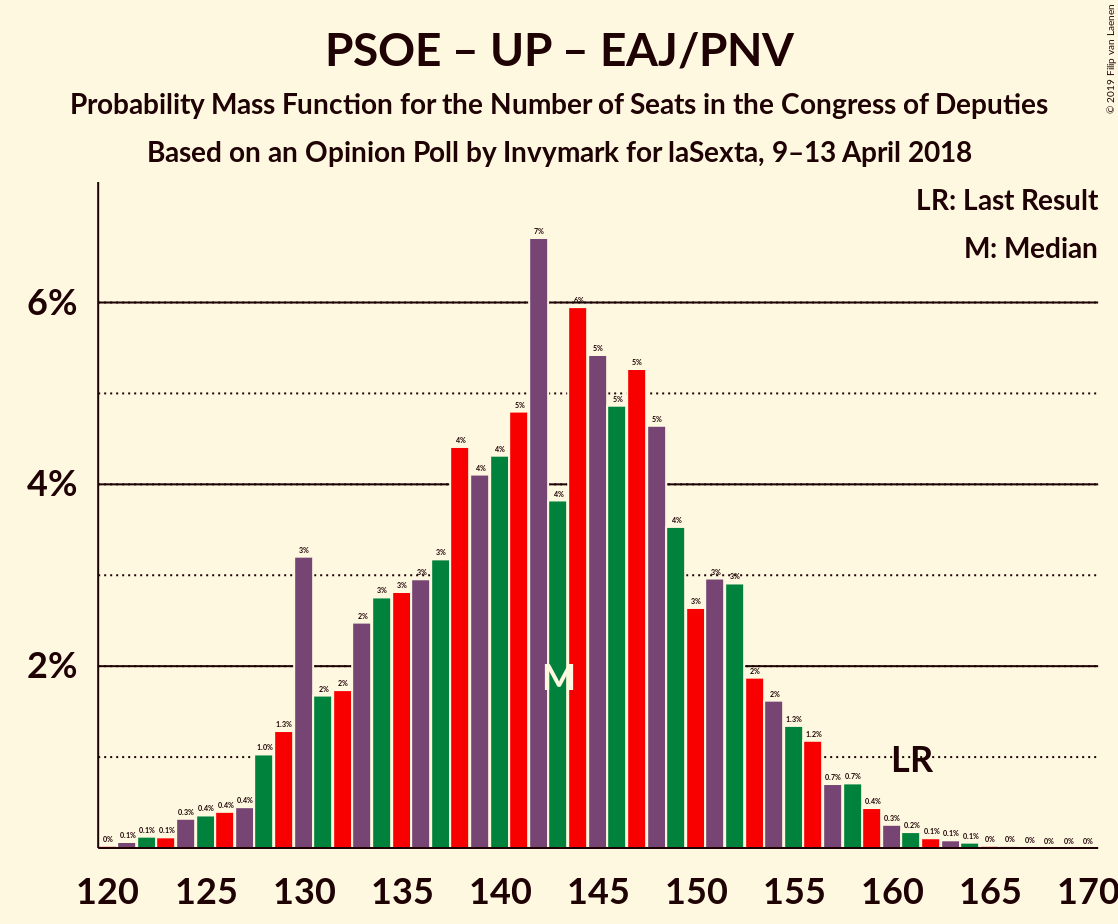 PSOE – UP – EAJ/PNV
Probability Mass Function for the Number of Seats in the Congress of Deputies
Based on an Opinion Poll by Invymark for laSexta, 9–13 April 2018
© 2019 Filip van Laenen
LR: Last Result
M: Median
6%
4%
2%
0% 0.1% 0.1% 0.1% 0.3% 0.4% 0.4% 0.4% 1.0% 1.3% 3% 2% 2% 2% 3% 3% 3% 3% 4% 4% 4% 5% 7% 4% 6% 5% 5% 5% 5% 4% 3% 3% 3% 2% 2% 1.3% 1.2% 0.7% 0.7% 0.4% 0.3% 0.2% 0.1% 0.1% 0.1% 0% 0% 0% 0% 0% 0%
M
LR
120 125 130 135 140 145 150 155 160 165 170